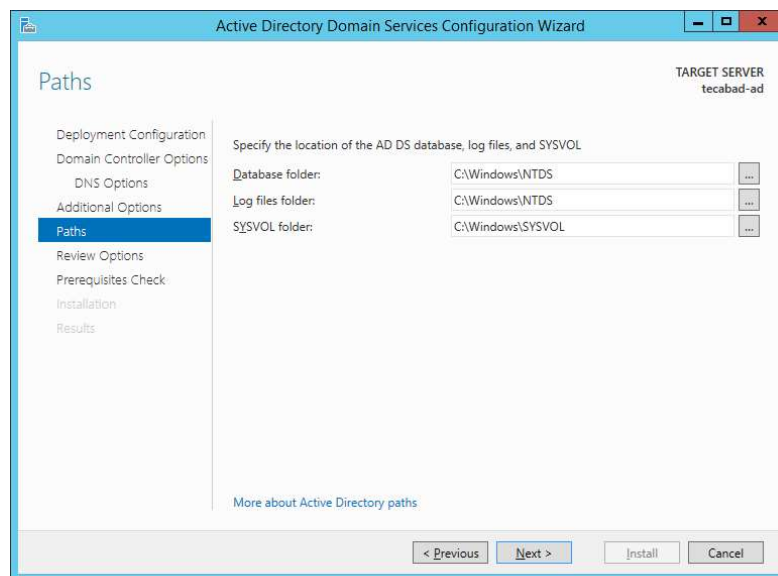 Active Directory Domain Services Configuration Wizard
Paths
TARGET SERVER
tecabad-ad
Deployment Configuration
Domain Controller Options
DNS Options
Additional Options
Paths
Review Options
Prerequisites Check
Installation
Results
Specify the location of the AD DS database, log files, and SYSVOL
Database folder: C:\Windows\NTDS ...
Log files folder: C:\Windows\NTDS ...
SYSVOL folder: C:\Windows\SYSVOL ...
More about Active Directory paths
< Previous Next > Install Cancel